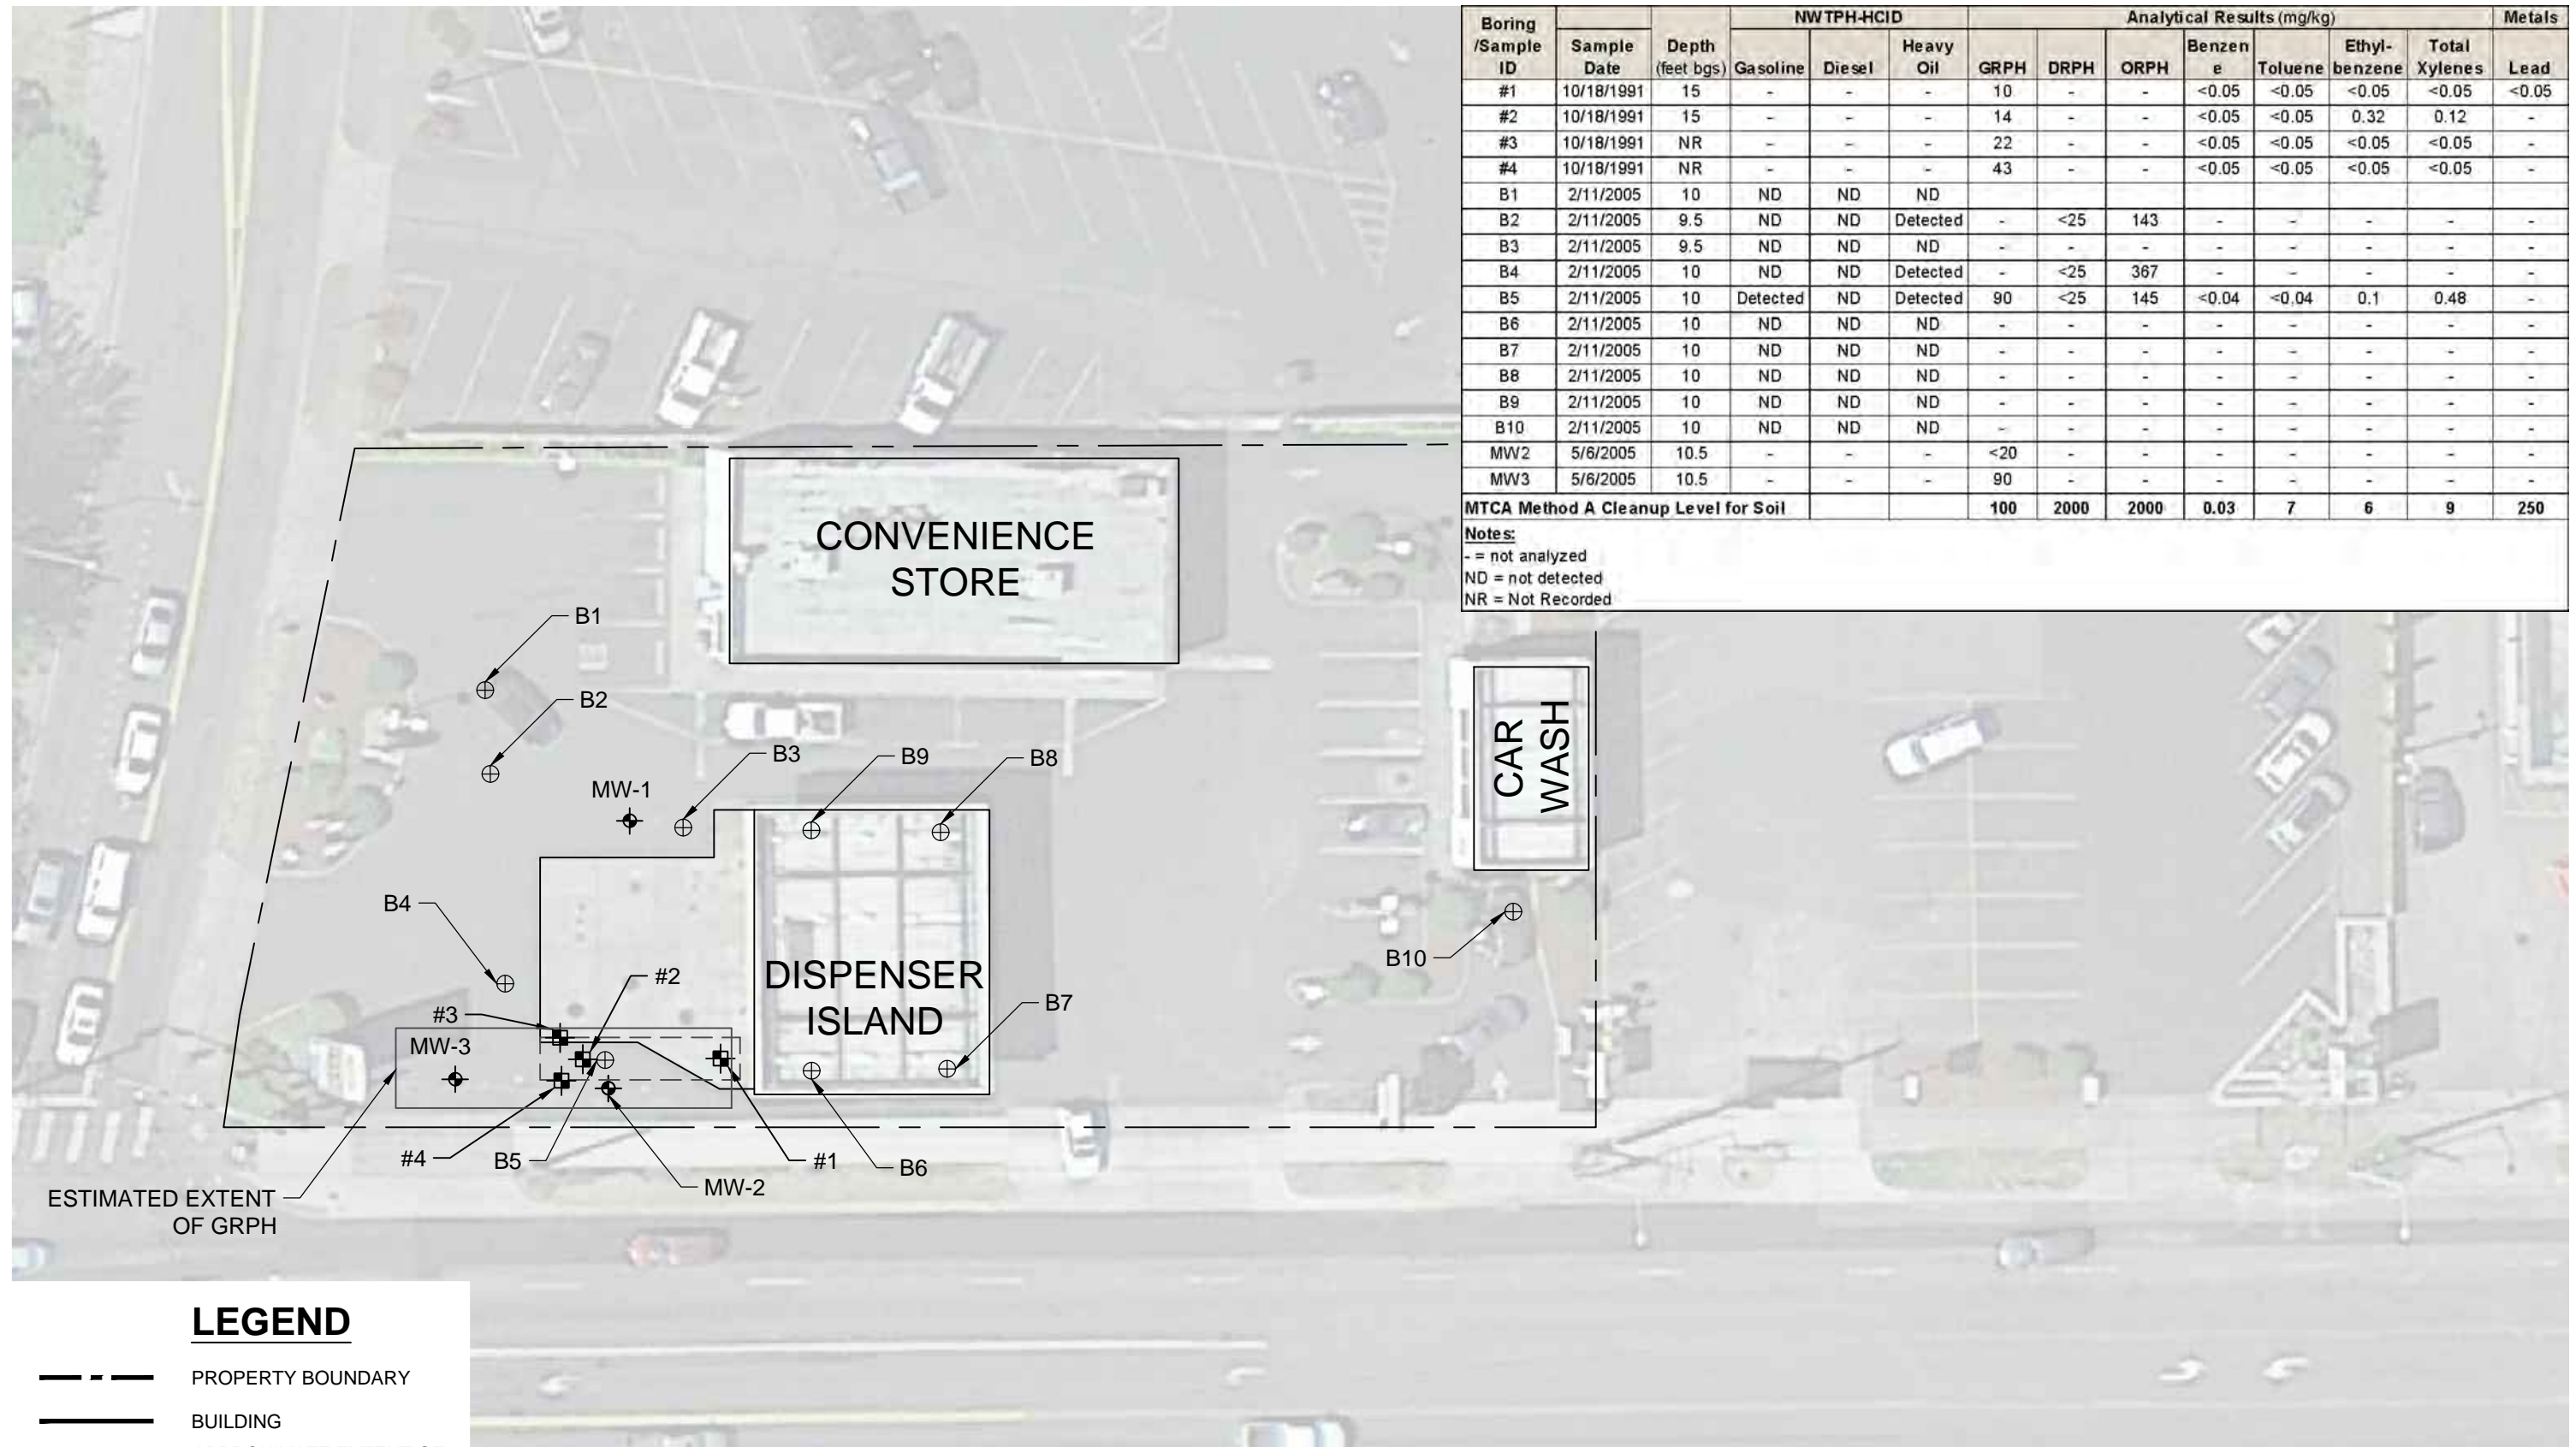 Boring /Sample ID | Sample Date | Depth (feet bgs) | NWTPH-HCID | Analytical Results (mg/kg) | Metals
Gasoline | Diesel | Heavy Oil | GRPH | DRPH | ORPH | Benzen e | Toluene | Ethyl-benzene | Total Xylenes | Lead
#1 10/18/1991 15 - - - 10 - - <0.05 <0.05 <0.05 <0.05 <0.05
#2 10/18/1991 15 - - - 14 - - <0.05 <0.05 0.32 0.12 -
#3 10/18/1991 NR - - - 22 - - <0.05 <0.05 <0.05 <0.05 -
#4 10/18/1991 NR - - - 43 - - <0.05 <0.05 <0.05 <0.05 -
B1 2/11/2005 10 ND ND ND
B2 2/11/2005 9.5 ND ND Detected - <25 143 - - - - -
B3 2/11/2005 9.5 ND ND ND - - - - - - - -
B4 2/11/2005 10 ND ND Detected - <25 367 - - - - -
B5 2/11/2005 10 Detected ND Detected 90 <25 145 <0.04 <0.04 0.1 0.48 -
B6 2/11/2005 10 ND ND ND - - - - - - - -
B7 2/11/2005 10 ND ND ND - - - - - - - -
B8 2/11/2005 10 ND ND ND - - - - - - - -
B9 2/11/2005 10 ND ND ND - - - - - - - -
B10 2/11/2005 10 ND ND ND - - - - - - - -
MW2 5/6/2005 10.5 - - - <20 - - - - - - -
MW3 5/6/2005 10.5 - - - 90 - - - - - - -
MTCA Method A Cleanup Level for Soil 100 2000 2000 0.03 7 6 9 250
Notes:
- = not analyzed
ND = not detected
NR = Not Recorded
CONVENIENCE
STORE
B1
B2
B3
B9
B8
MW-1
CAR
WASH
B4
B10
#2
DISPENSER
ISLAND
#3
B7
MW-3
#4
B5
#1
B6
MW-2
ESTIMATED EXTENT
OF GRPH
LEGEND
PROPERTY BOUNDARY
BUILDING